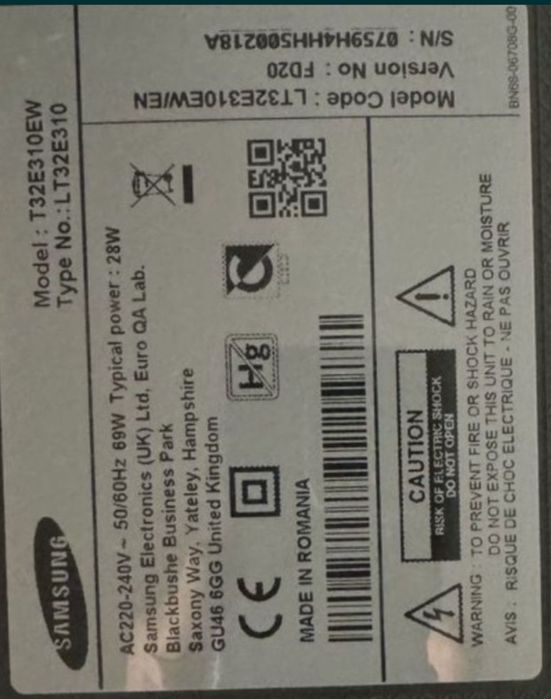 SAMSUNG
Model : T32E310EW
Type No.: LT32E310
AC220-240V ~ 50/60Hz 69W Typical power : 28W
Samsung Electronics (UK) Ltd, Euro QA Lab.
Blackbushe Business Park
Saxony Way, Yateley, Hampshire
GU46 6GG United Kingdom
Hg
EMS
MADE IN ROMANIA
Model Code : LT32E310EW/EN
Version No : FD20
S/N : 0759H4HH500218A
CAUTION
RISK OF ELECTRIC SHOCK
DO NOT OPEN
WARNING : TO PREVENT FIRE OR SHOCK HAZARD
DO NOT EXPOSE THIS UNIT TO RAIN OR MOISTURE
AVIS : RISQUE DE CHOC ELECTRIQUE - NE PAS OUVRIR
BN68-06708G-00